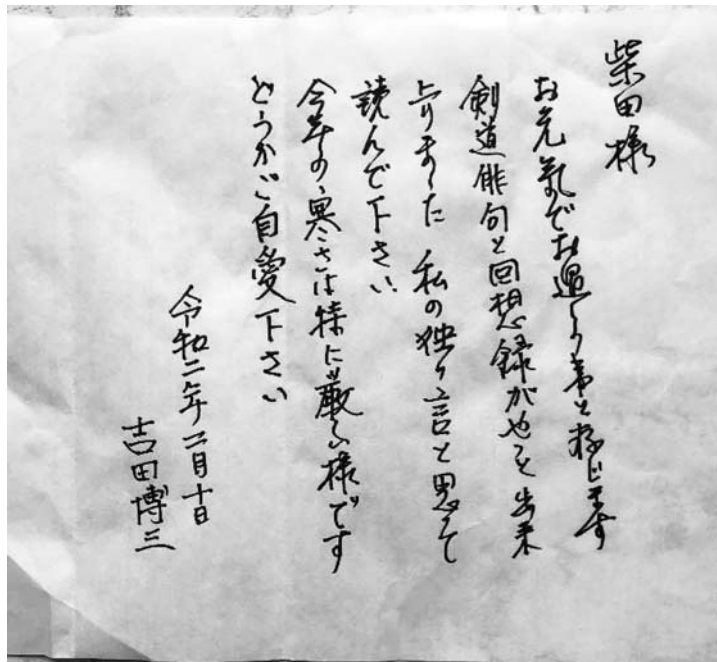 柴田様
お元氣でお過しの事と存じます
剣道俳句と回想録がやっと出来
上りました 私の独り言と思って
読んで下さい
今年の寒さは特に厳しい様です
どうかご自愛下さい
令和二年二月十日
吉田博三